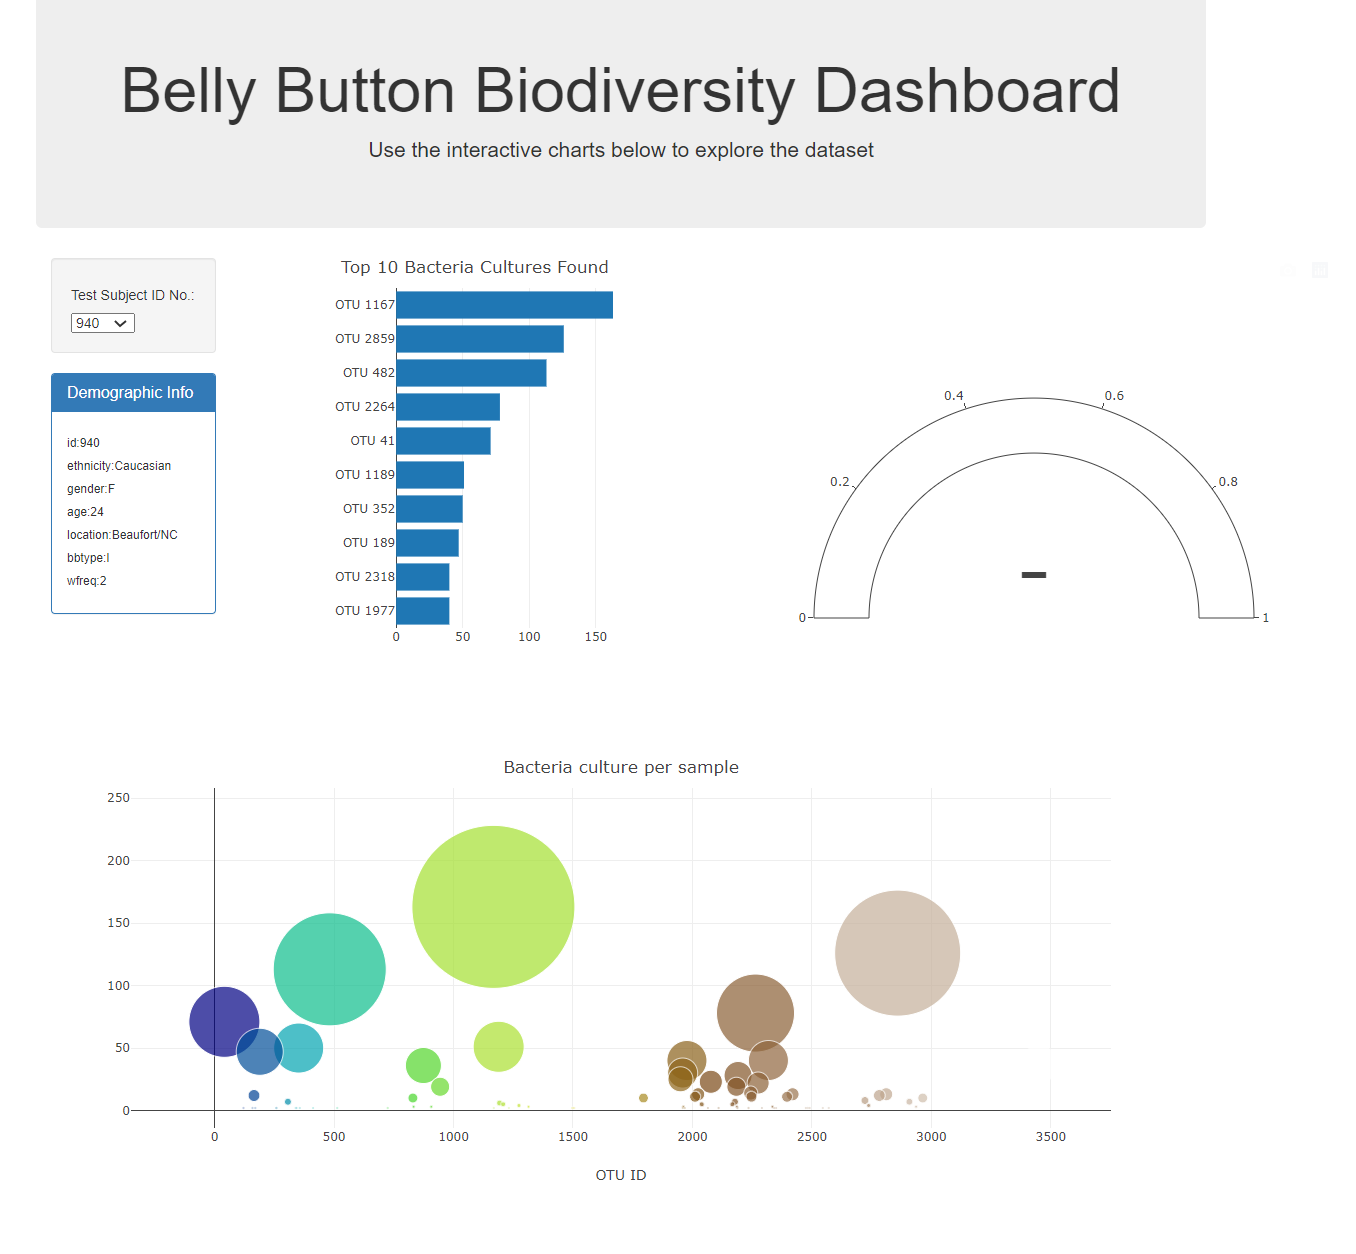 Belly Button Biodiversity Dashboard
Use the interactive charts below to explore the dataset
Test Subject ID No.:
940
Demographic Info
id:940
ethnicity:Caucasian
gender:F
age:24
location:Beaufort/NC
bbtype:I
wfreq:2
Top 10 Bacteria Cultures Found
OTU 1167
OTU 2859
OTU 482
OTU 2264
OTU 41
OTU 1189
OTU 352
OTU 189
OTU 2318
OTU 1977
0 50 100 150
0 0.2 0.4 0.6 0.8 1
-
Bacteria culture per sample
250
200
150
100
50
0
0 500 1000 1500 2000 2500 3000 3500
OTU ID